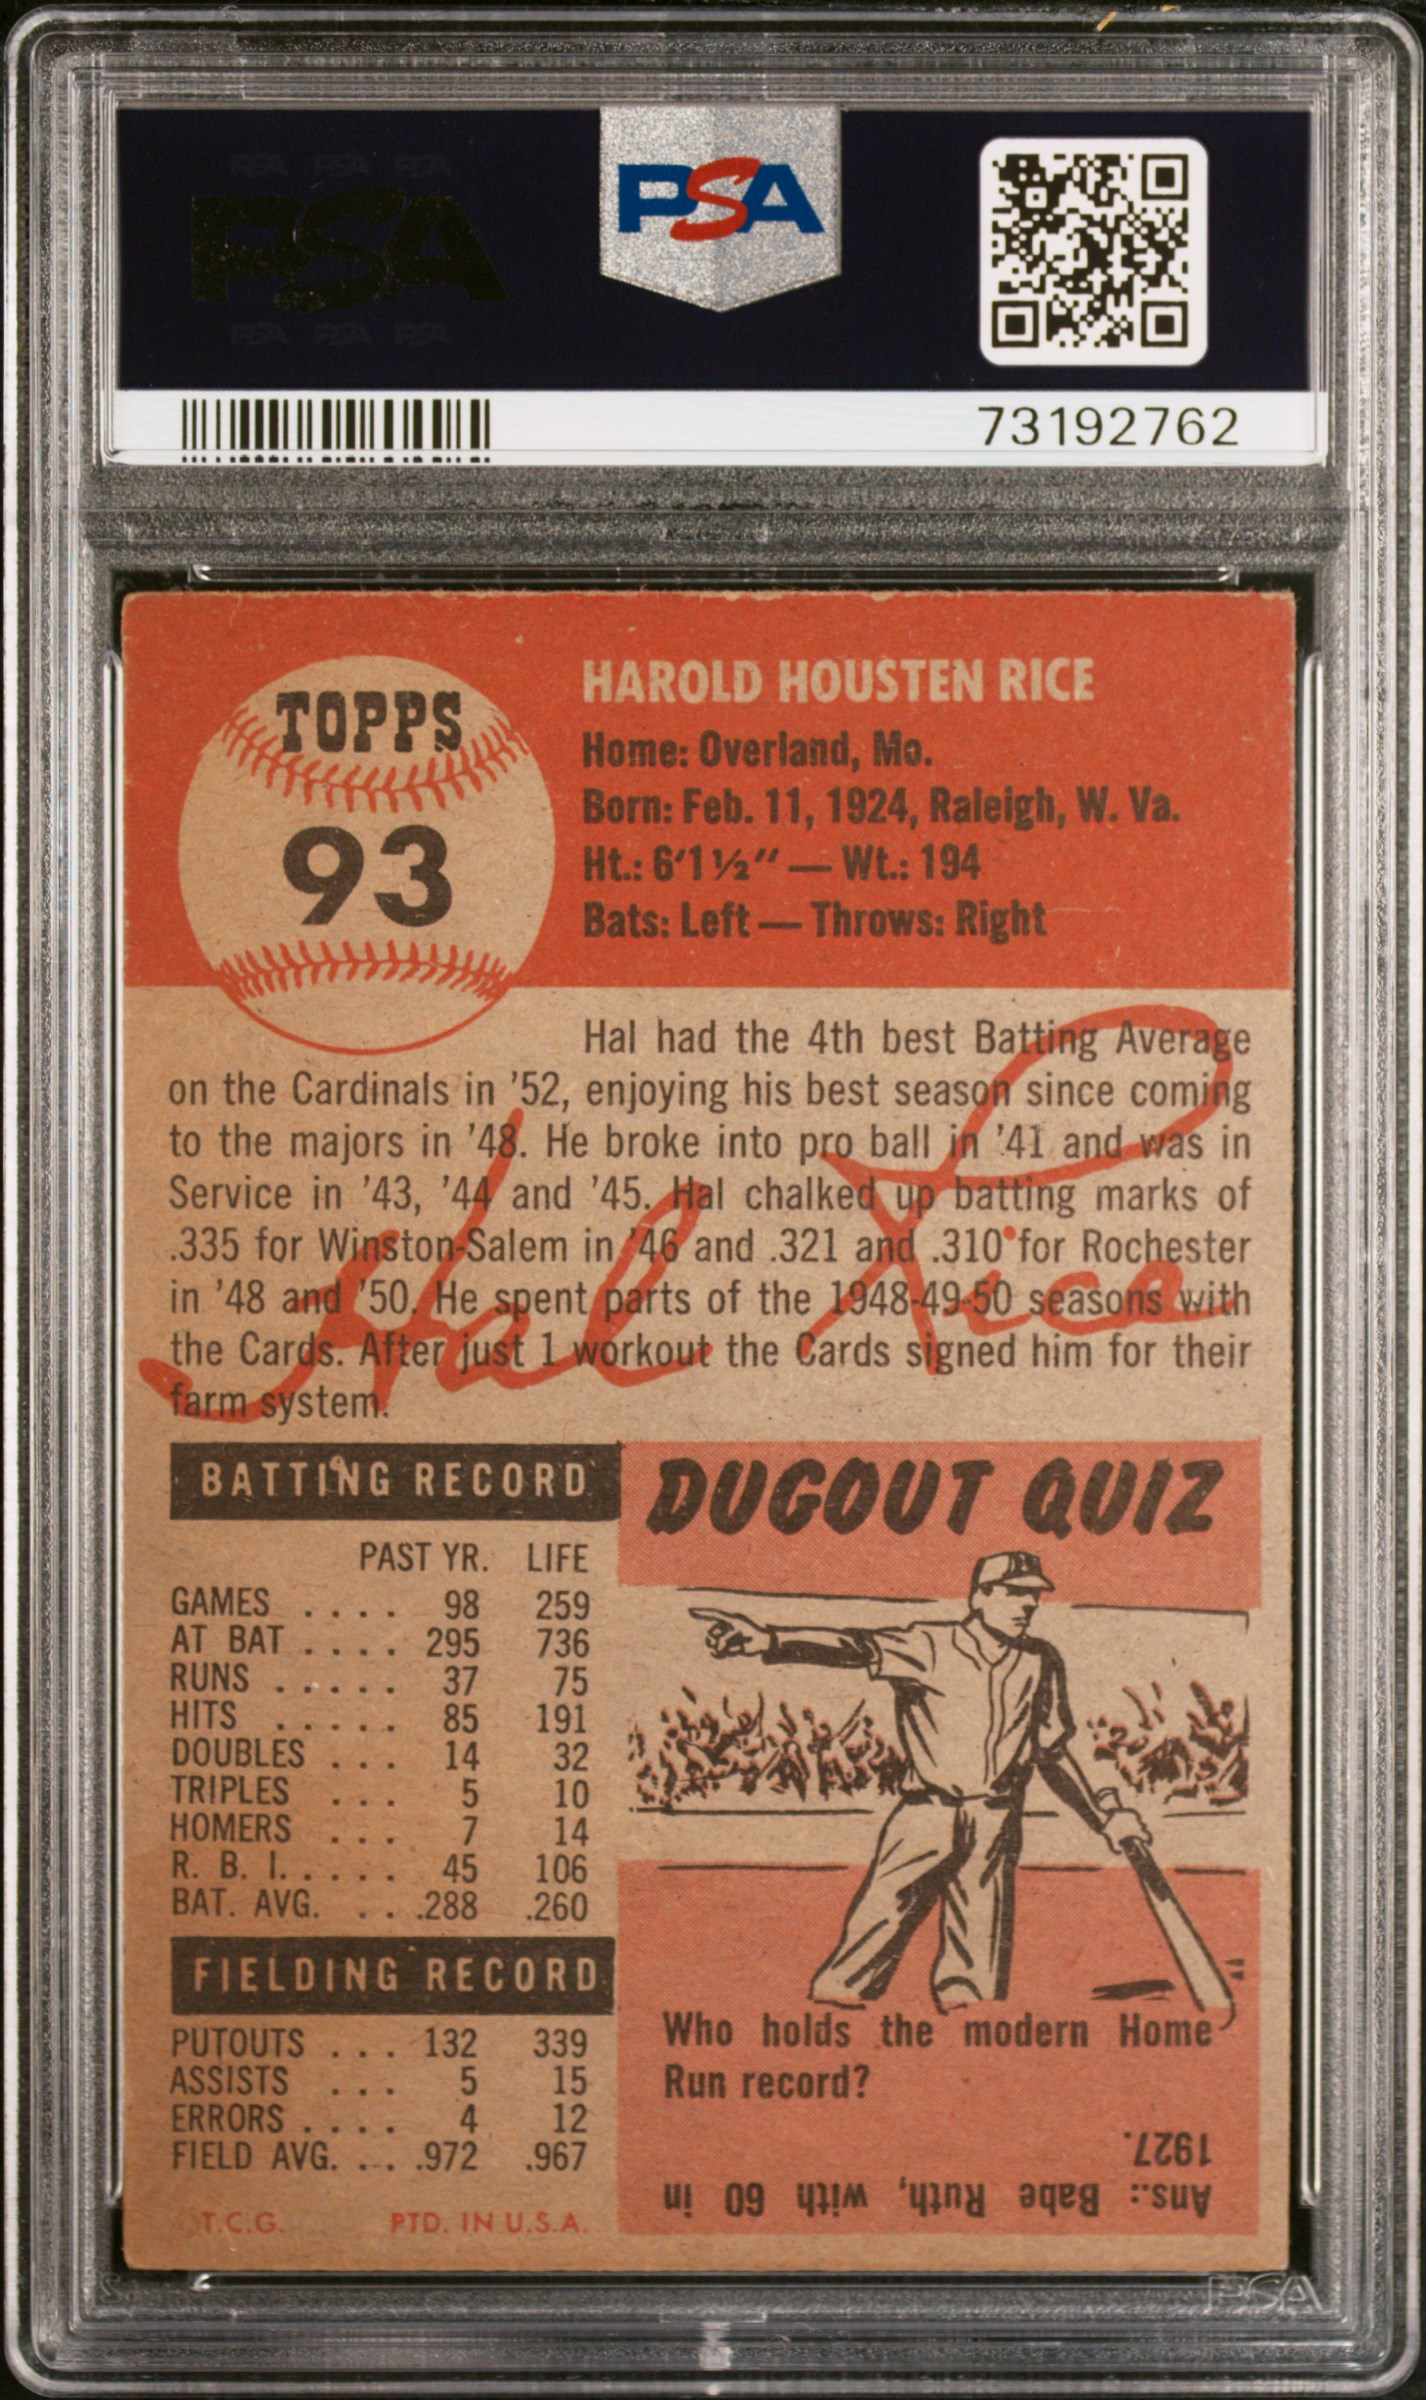 PSA PSA PSA
PSA
PSA PSA PSA
PSA
73192762
TOPPS
93
HAROLD HOUSTEN RICE
Home: Overland, Mo.
Born: Feb. 11, 1924, Raleigh, W. Va.
Ht.: 6'1½" — Wt.: 194
Bats: Left — Throws: Right
Hal had the 4th best Batting Average
on the Cardinals in '52, enjoying his best season since coming
to the majors in '48. He broke into pro ball in '41 and was in
Service in '43, '44 and '45. Hal chalked up batting marks of
.335 for Winston-Salem in '46 and .321 and .310 for Rochester
in '48 and '50. He spent parts of the 1948-49-50 seasons with
the Cards. After just 1 workout the Cards signed him for their
farm system.
Hal Rice
BATTING RECORD
PAST YR. LIFE
GAMES .... 98 259
AT BAT .... 295 736
RUNS ..... 37 75
HITS ..... 85 191
DOUBLES ... 14 32
TRIPLES ... 5 10
HOMERS ... 7 14
R. B. I. .... 45 106
BAT. AVG. .. .288 .260
FIELDING RECORD
PUTOUTS ... 132 339
ASSISTS ... 5 15
ERRORS .... 4 12
FIELD AVG. ... .972 .967
T.C.G. PTD. IN U.S.A.
DUGOUT QUIZ
Who holds the modern Home
Run record?
Ans.: Babe Ruth, with 60 in
1927.
PSA